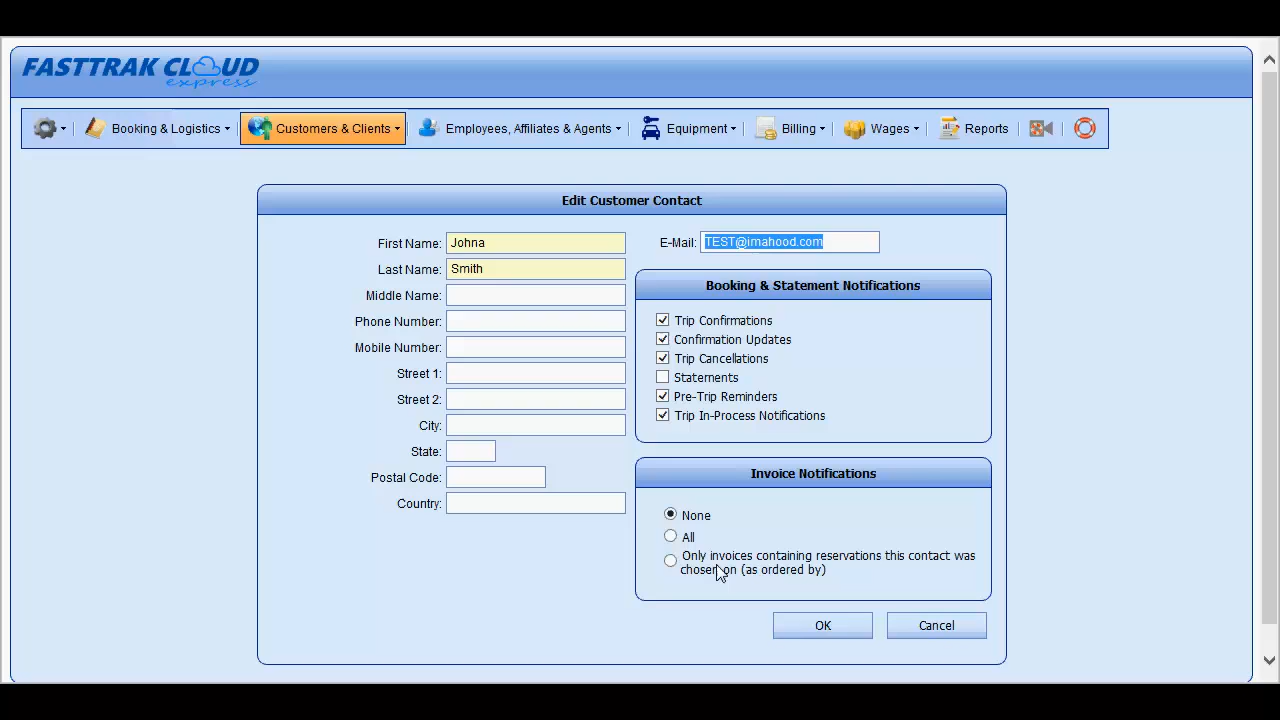 FASTTRAK CLOUD
express
Booking & Logistics Customers & Clients Employees, Affiliates & Agents Equipment Billing Wages Reports
Edit Customer Contact
First Name: Johna
Last Name: Smith
Middle Name:
Phone Number:
Mobile Number:
Street 1:
Street 2:
City:
State:
Postal Code:
Country:
E-Mail: TEST@imahood.com
Booking & Statement Notifications
Trip Confirmations
Confirmation Updates
Trip Cancellations
Statements
Pre-Trip Reminders
Trip In-Process Notifications
Invoice Notifications
None
All
Only invoices containing reservations this contact was
chosen on (as ordered by)
OK Cancel